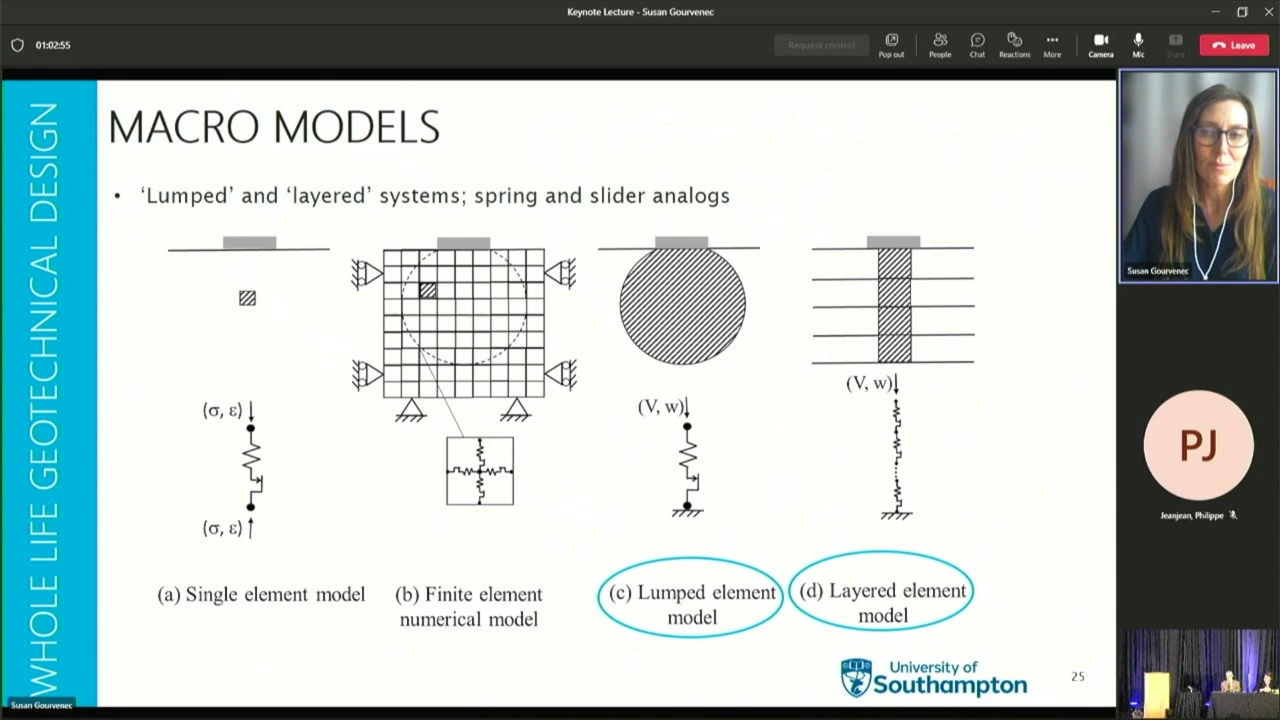 Keynote Lecture - Susan Gourvenec
01:02:55
Request control
Pop out
People
Chat
Reactions
More
Camera
Mic
Share
Leave
WHOLE LIFE GEOTECHNICAL DESIGN
MACRO MODELS
• ‘Lumped’ and ‘layered’ systems; spring and slider analogs
(σ, ε)
(σ, ε)
(V, w)
(V, w)
(a) Single element model
(b) Finite element
numerical model
(c) Lumped element
model
(d) Layered element
model
University of
Southampton
25
Susan Gourvenec
Susan Gourvenec
PJ
Jeanjean, Philippe